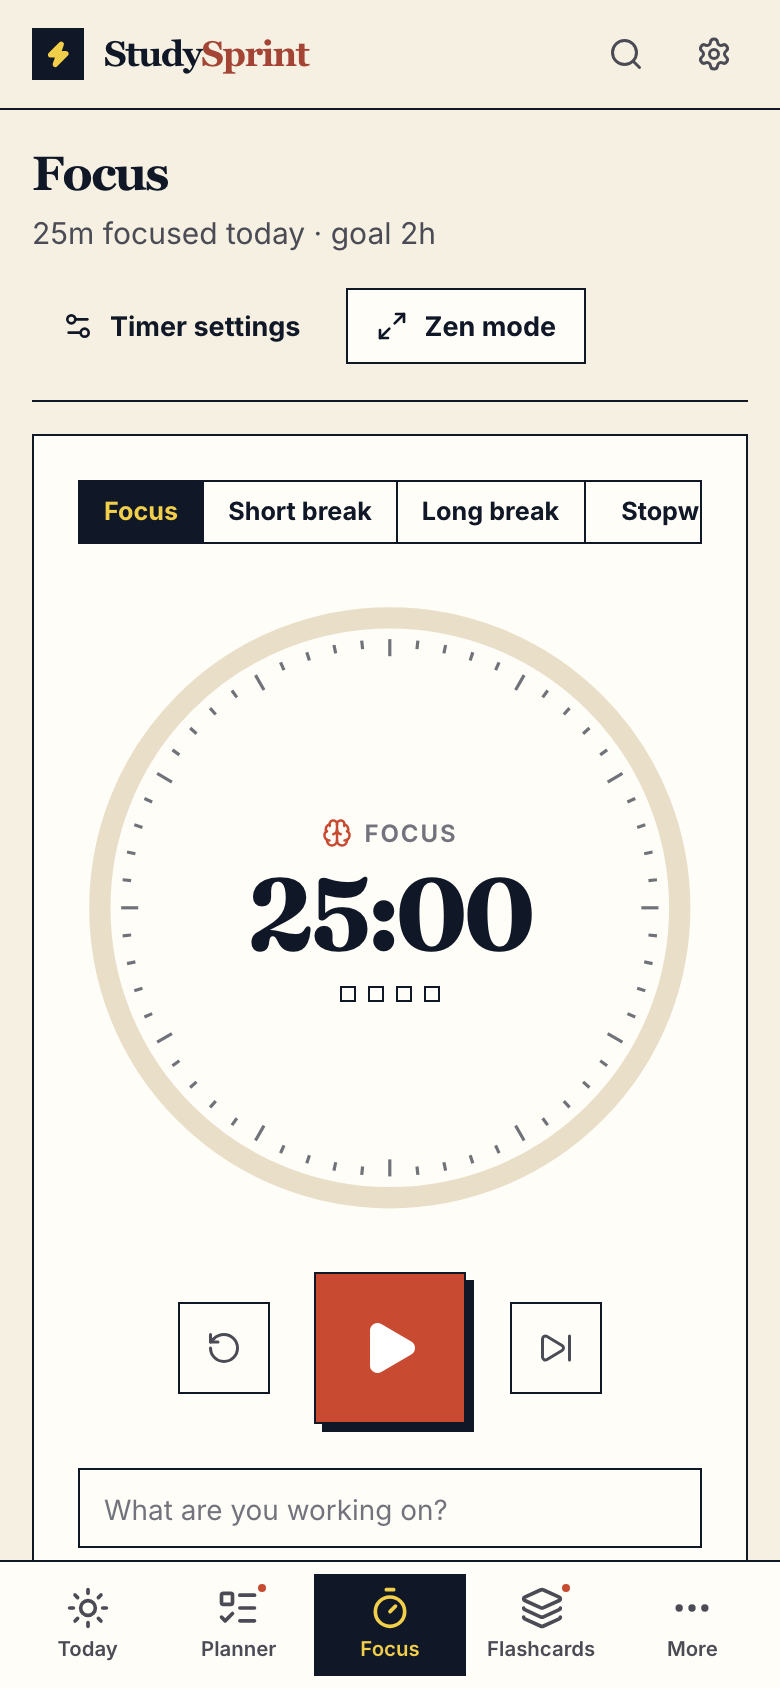 StudySprint
Focus
25m focused today · goal 2h
Timer settings
Zen mode
Focus
Short break
Long break
Stopw
FOCUS
25:00
What are you working on?
Today
Planner
Focus
Flashcards
More